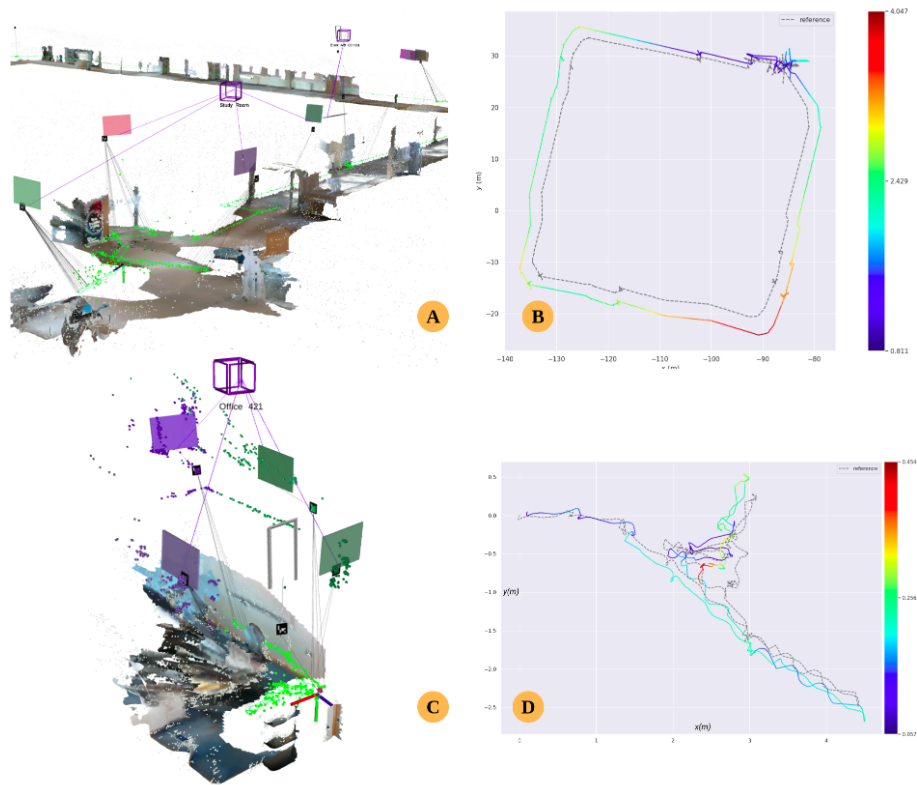 Study Room
A
reference
30
20
10
0
−10
−20
y (m)
−140
−130
−120
−110
−100
−90
−80
x (m)
B
4.047
2.429
0.811
Office 421
C
reference
0.5
0.0
-0.5
-1.0
-1.5
-2.0
-2.5
y(m)
0
1
2
3
4
x(m)
D
0.454
0.256
0.057